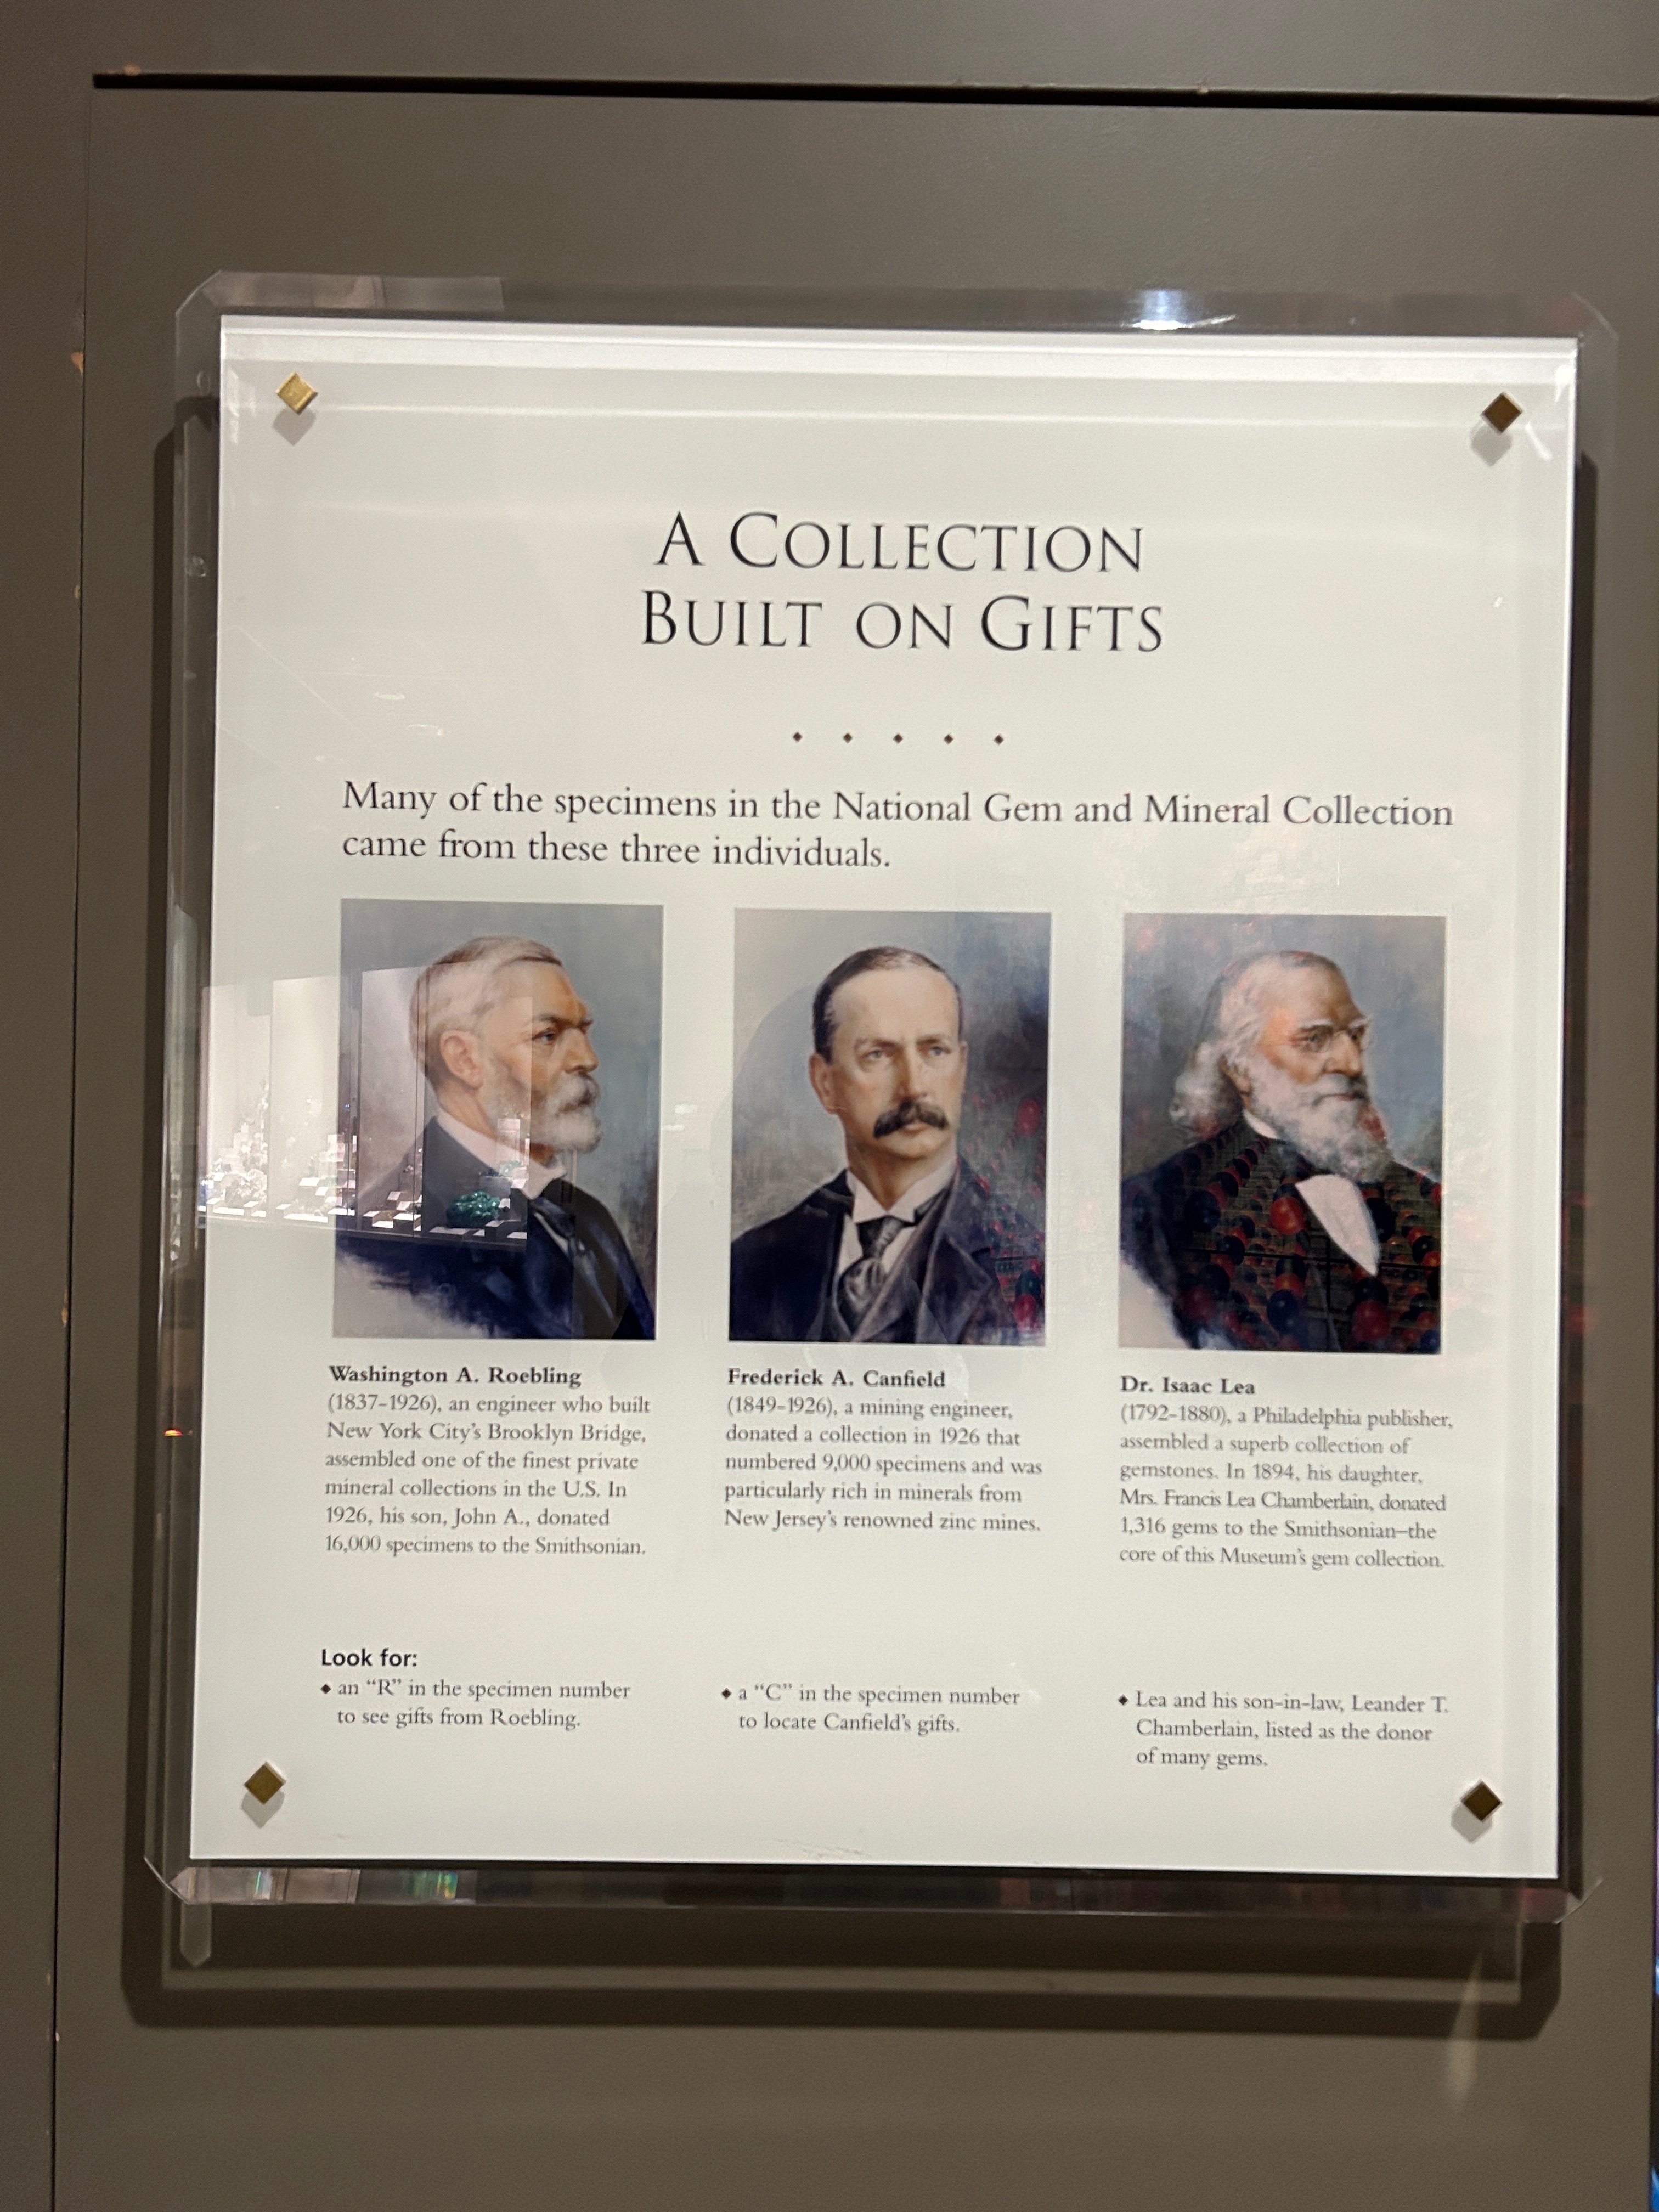 A COLLECTION
BUILT ON GIFTS
Many of the specimens in the National Gem and Mineral Collection
came from these three individuals.
Washington A. Roebling
(1837–1926), an engineer who built
New York City's Brooklyn Bridge,
assembled one of the finest private
mineral collections in the U.S. In
1926, his son, John A., donated
16,000 specimens to the Smithsonian.
Frederick A. Canfield
(1849–1926), a mining engineer,
donated a collection in 1926 that
numbered 9,000 specimens and was
particularly rich in minerals from
New Jersey's renowned zinc mines.
Dr. Isaac Lea
(1792–1880), a Philadelphia publisher,
assembled a superb collection of
gemstones. In 1894, his daughter,
Mrs. Francis Lea Chamberlain, donated
1,316 gems to the Smithsonian–the
core of this Museum's gem collection.
Look for:
◆ an “R” in the specimen number
to see gifts from Roebling.
◆ a “C” in the specimen number
to locate Canfield's gifts.
◆ Lea and his son-in-law, Leander T.
Chamberlain, listed as the donor
of many gems.